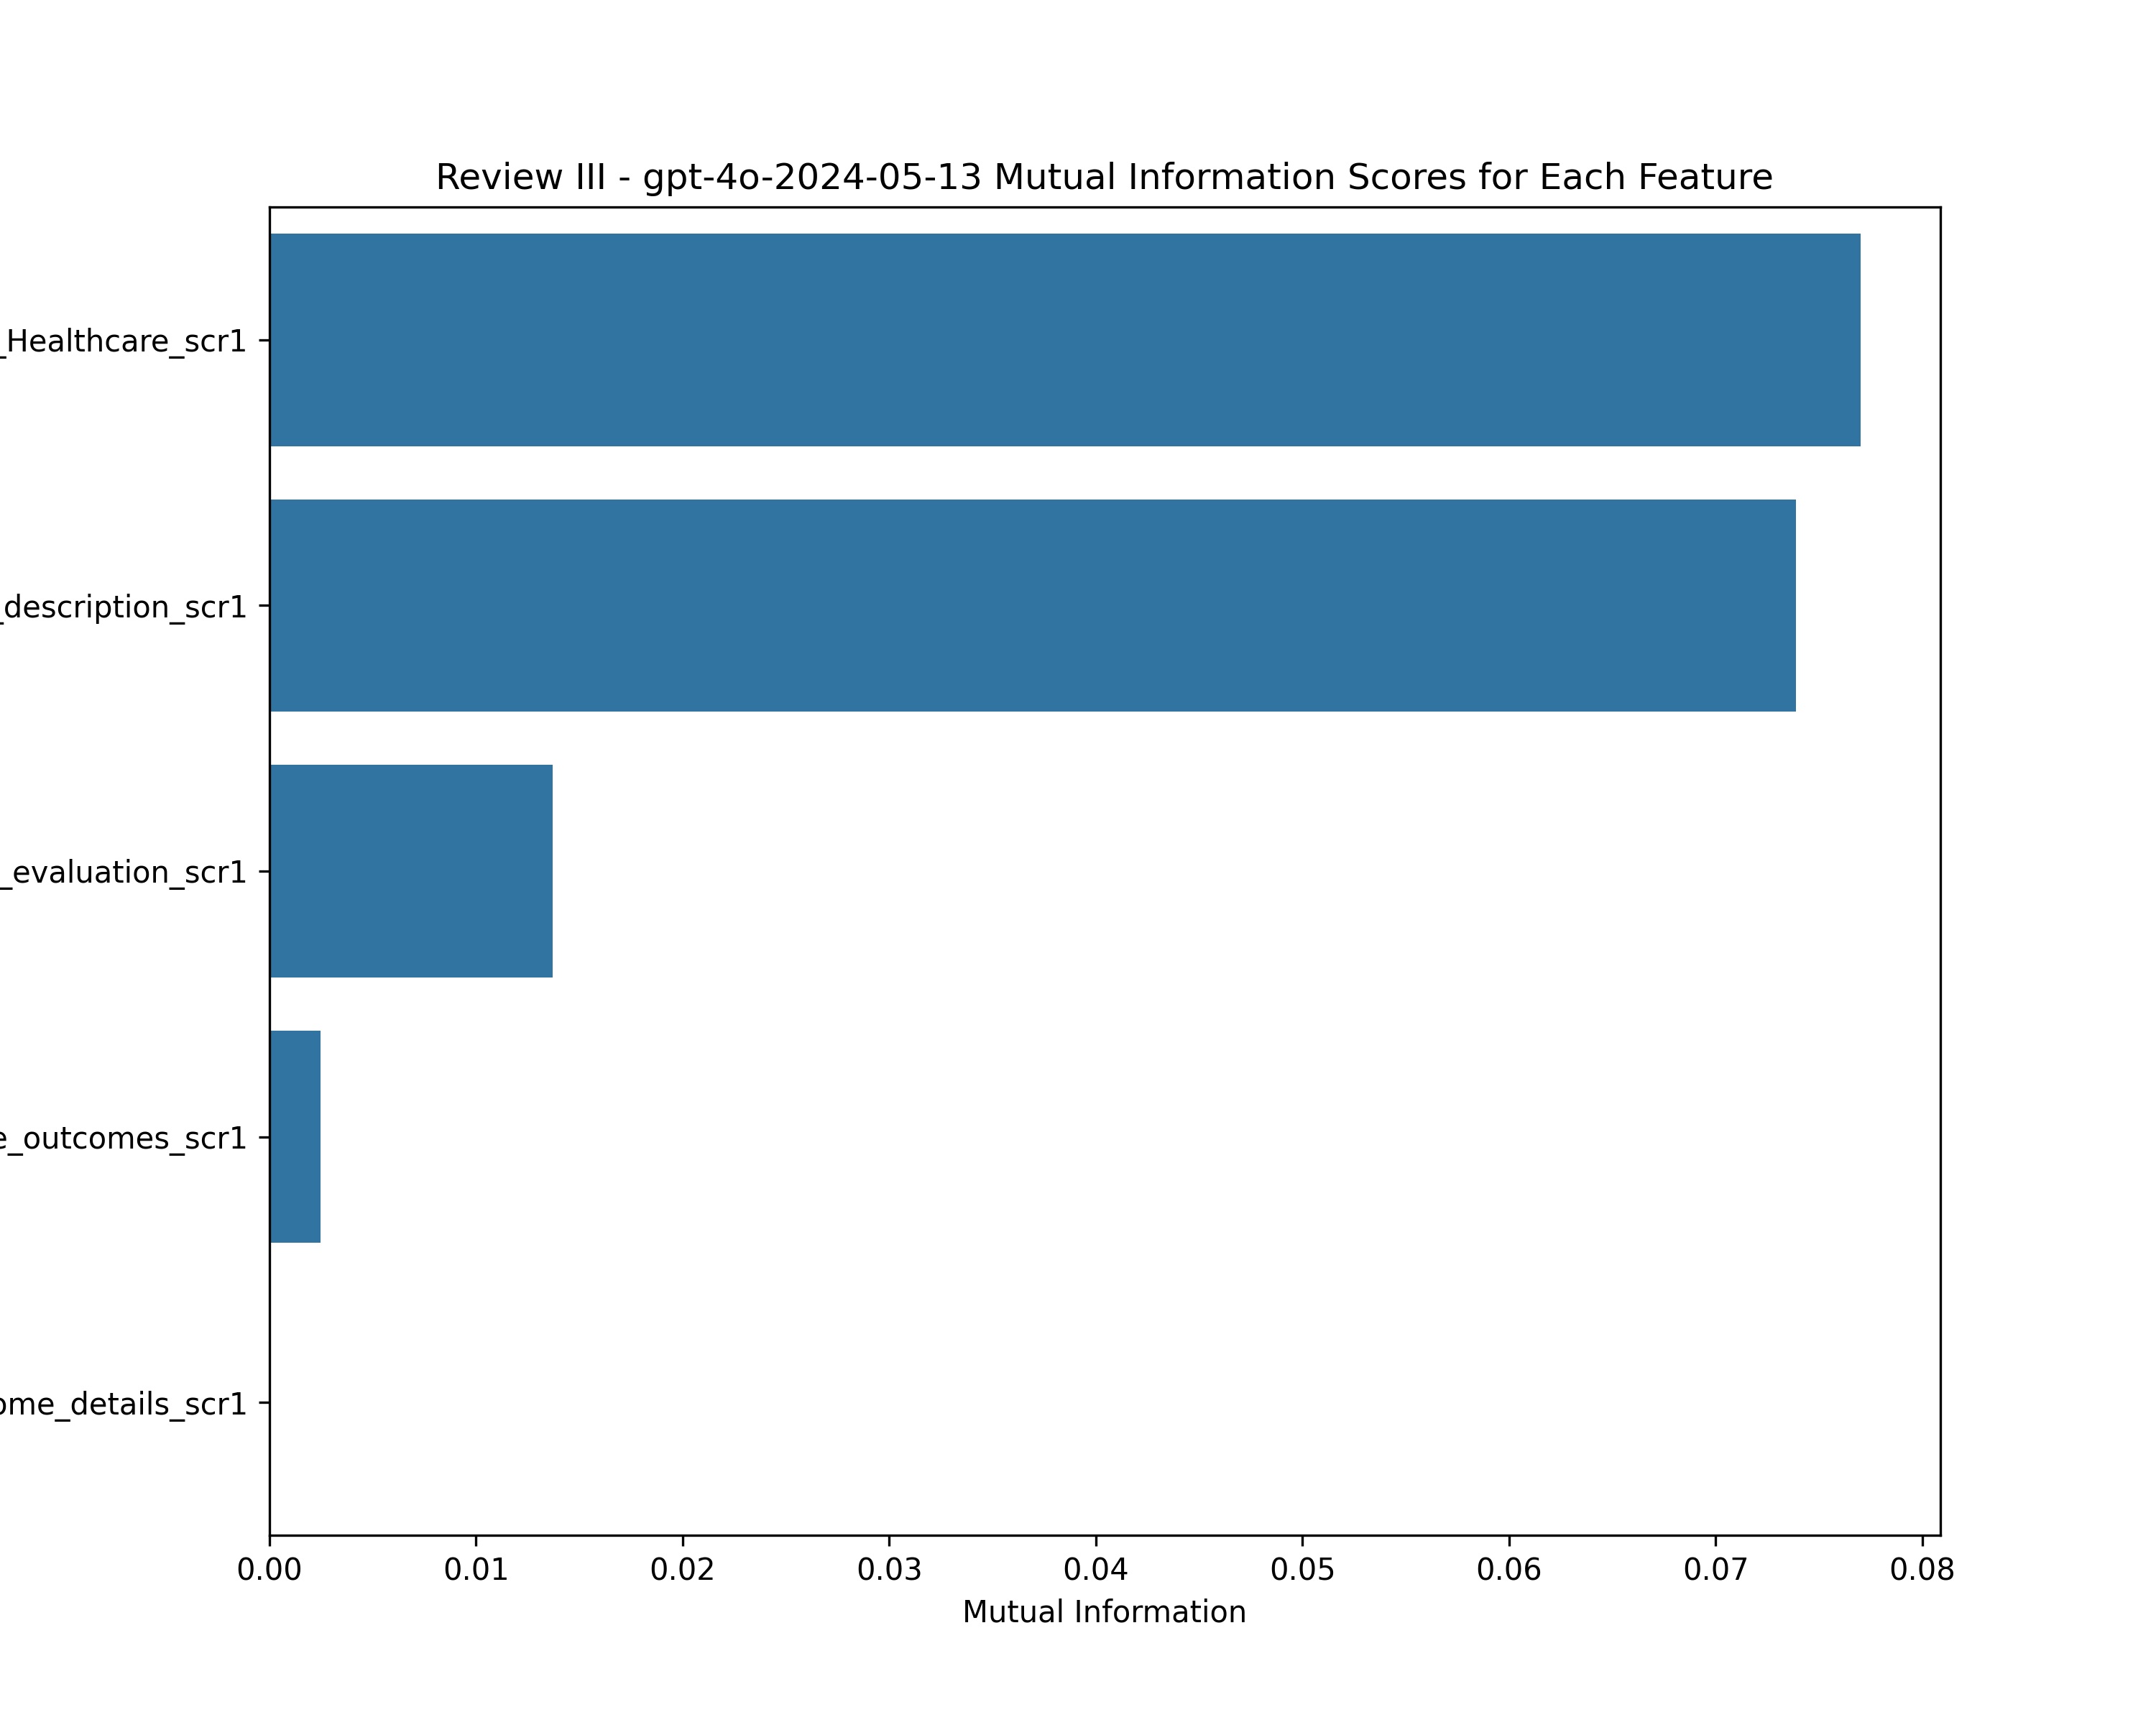 Review III - gpt-4o-2024-05-13 Mutual Information Scores for Each Feature
_Healthcare_scr1
_description_scr1
_evaluation_scr1
e_outcomes_scr1
ome_details_scr1
0.00 0.01 0.02 0.03 0.04 0.05 0.06 0.07 0.08
Mutual Information